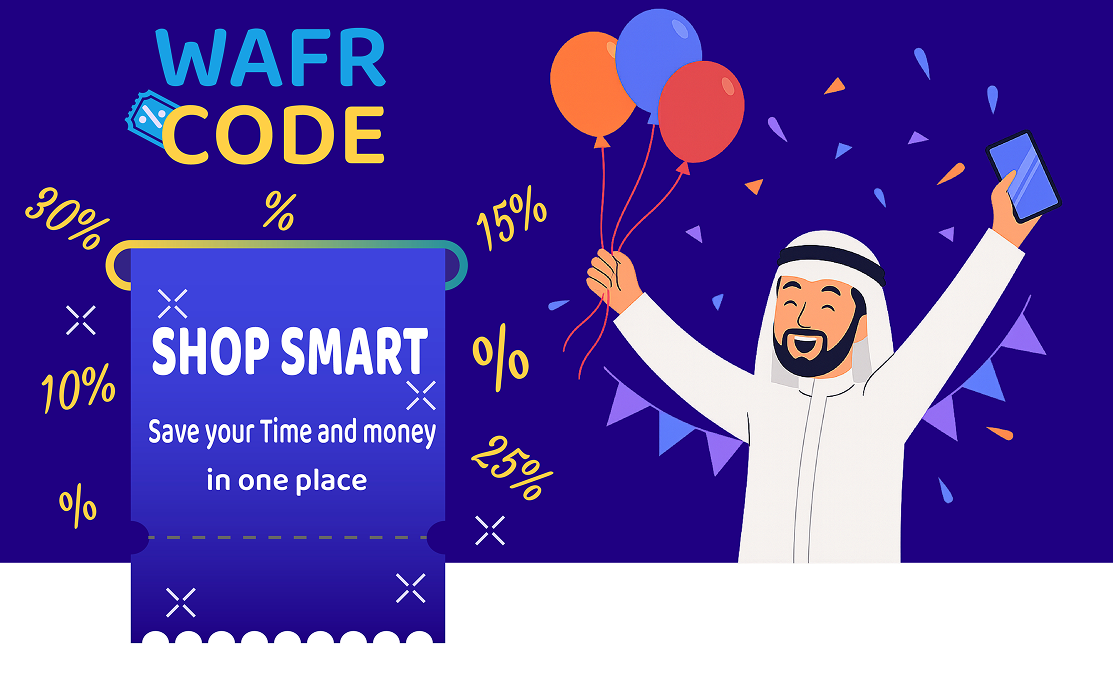 WAFR
CODE
30%
%
15%
SHOP SMART
10%
%
Save your Time and money
in one place
25%
%